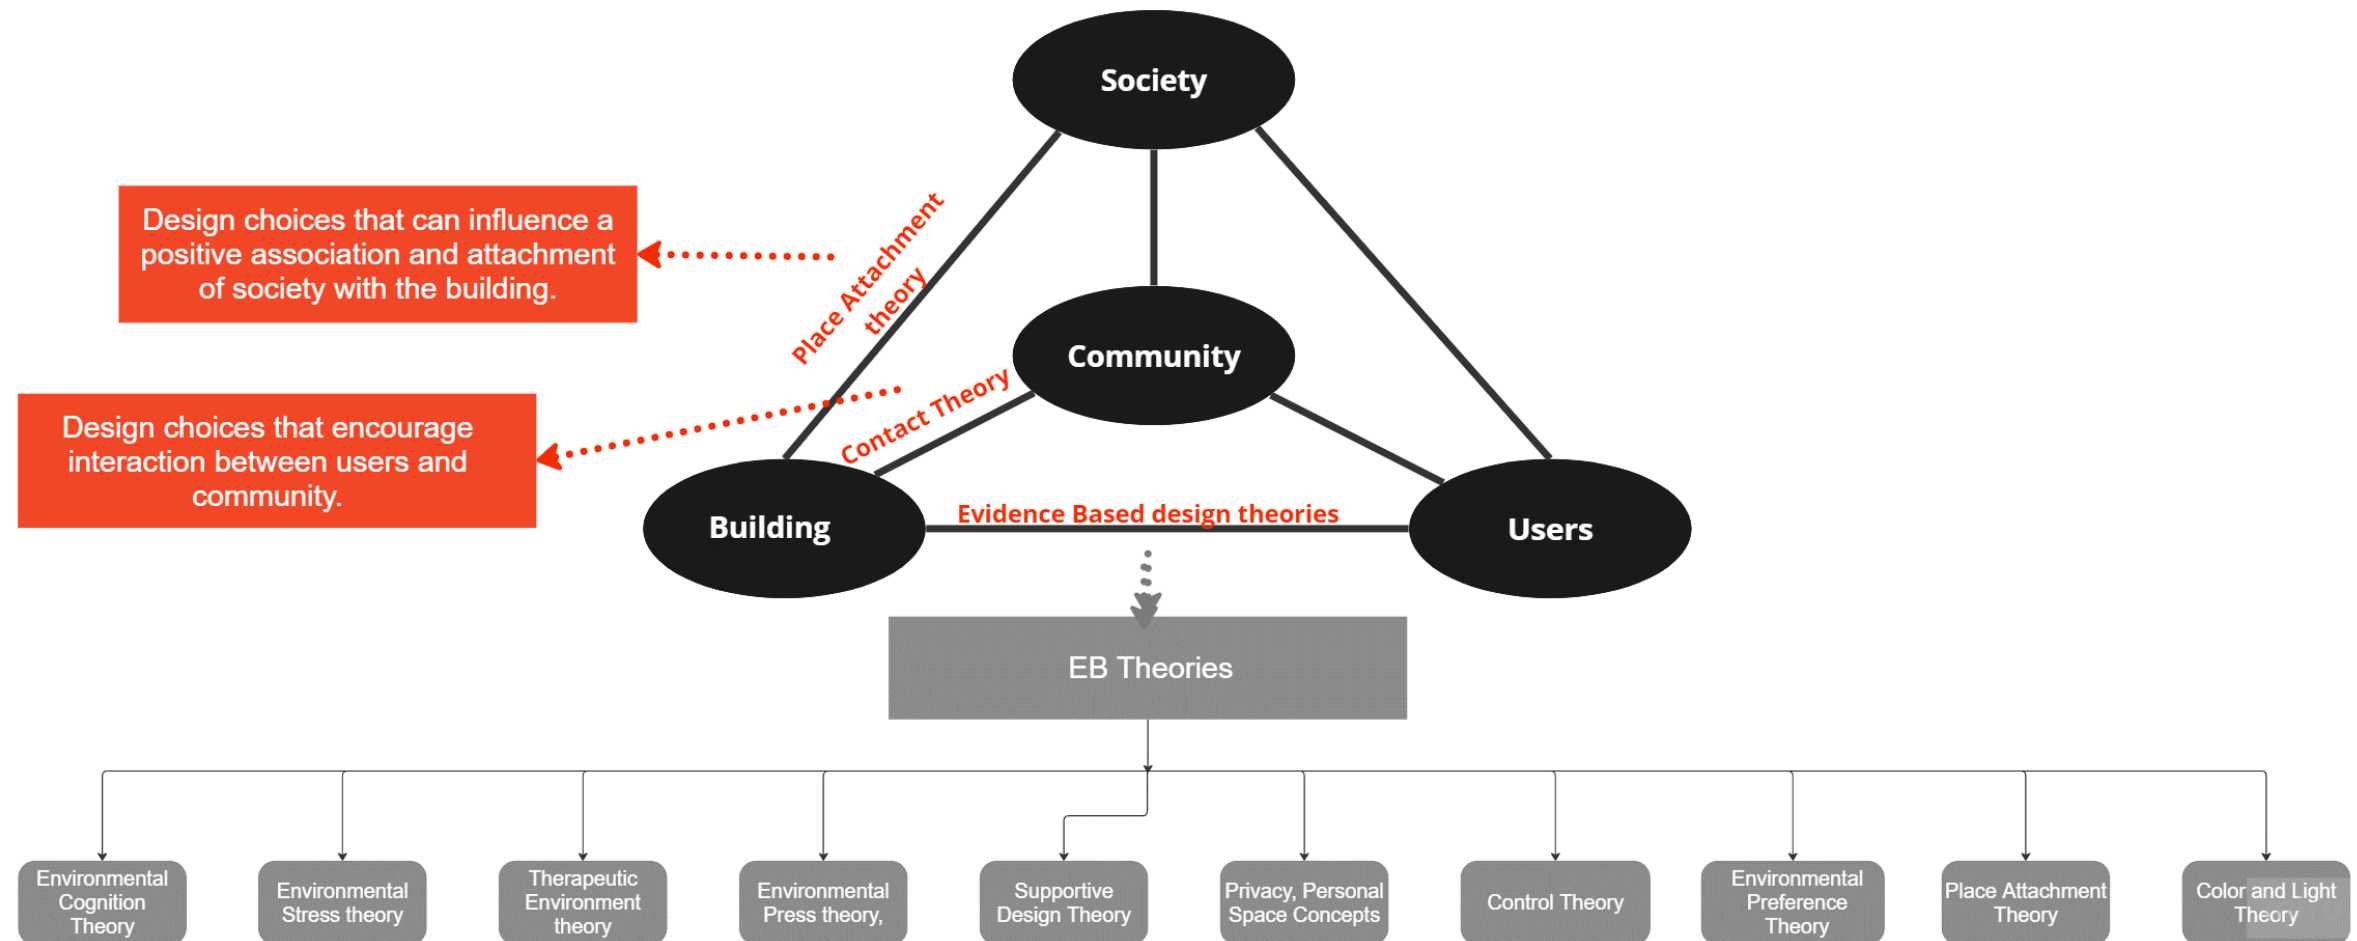 Society
Design choices that can influence a
positive association and attachment
of society with the building.
Place Attachment
theory
Community
Contact Theory
Design choices that encourage
interaction between users and
community.
Building
Evidence Based design theories
Users
EB Theories
Environmental
Cognition
Theory
Environmental
Stress theory
Therapeutic
Environment
theory
Environmental
Press theory,
Supportive
Design Theory
Privacy, Personal
Space Concepts
Control Theory
Environmental
Preference
Theory
Place Attachment
Theory
Color and Light
Theory